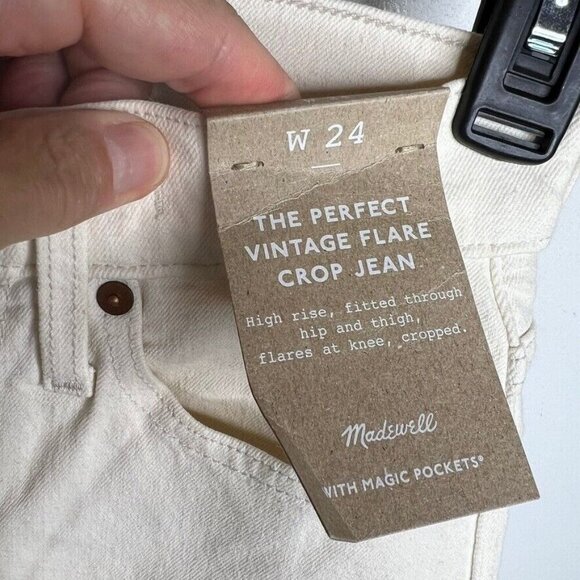 W 24
THE PERFECT
VINTAGE FLARE
CROP JEAN
High rise, fitted through
hip and thigh,
flares at knee, cropped.
Madewell
WITH MAGIC POCKETS®